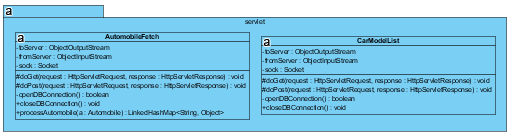 a
servlet
a
AutomobileFetch
-toServer : ObjectOutputStream
-fromServer : ObjectInputStream
-sock : Socket
#doGet(request : HttpServletRequest, response : HttpServletResponse) : void
#doPost(request : HttpServletRequest, response : HttpServletResponse) : void
-openDBConnection() : boolean
+closeDBConnection() : void
+processAutomobile(a : Automobile) : LinkedHashMap<String, Object>
a
CarModelList
-toServer : ObjectOutputStream
-fromServer : ObjectInputStream
-sock : Socket
#doGet(request : HttpServletRequest, response : HttpServletResponse) : void
#doPost(request : HttpServletRequest, response : HttpServletResponse) : void
-openDBConnection() : boolean
+closeDBConnection() : void